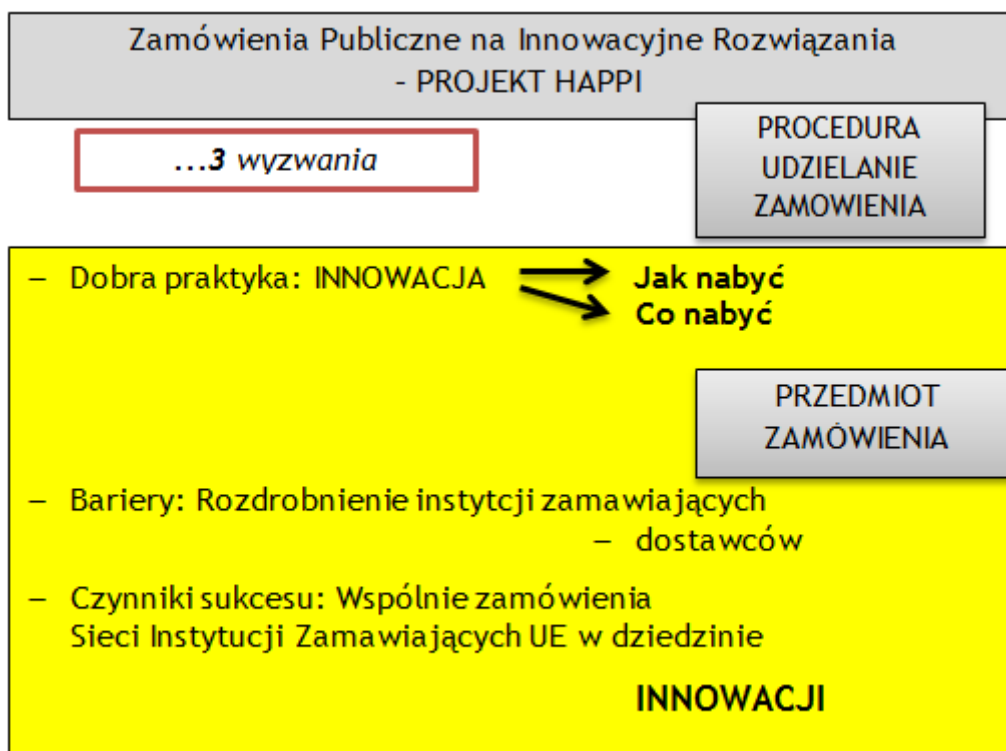 Zamówienia Publiczne na Innowacyjne Rozwiązania
– PROJEKT HAPPI
...3 wyzwania
PROCEDURA
UDZIELANIE
ZAMOWIENIA
– Dobra praktyka: INNOWACJA
Jak nabyć
Co nabyć
PRZEDMIOT
ZAMÓWIENIA
– Bariery: Rozdrobnienie instytcji zamawiających
– dostawców
– Czynniki sukcesu: Wspólnie zamówienia
Sieci Instytucji Zamawiających UE w dziedzinie
INNOWACJI